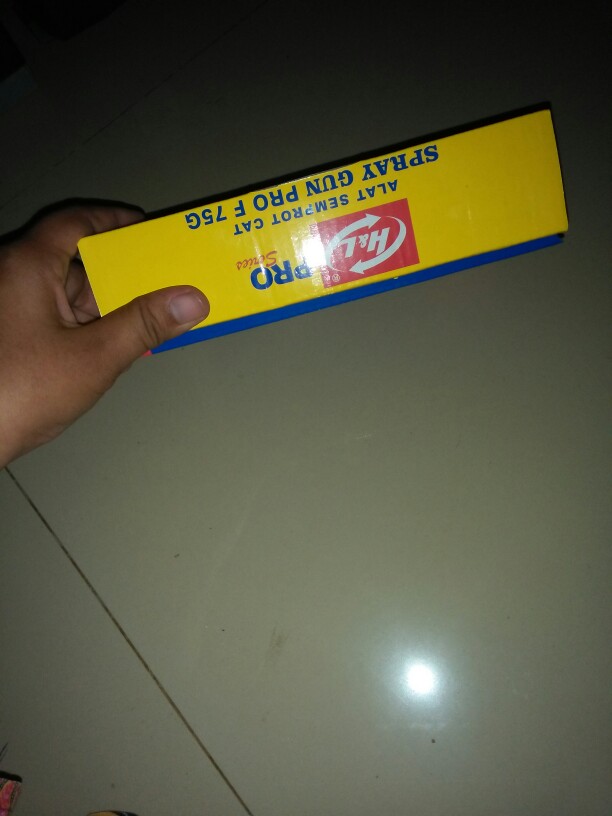 H&L®
PRO
Series
ALAT SEMPROT CAT
SPRAY GUN PRO F 75G